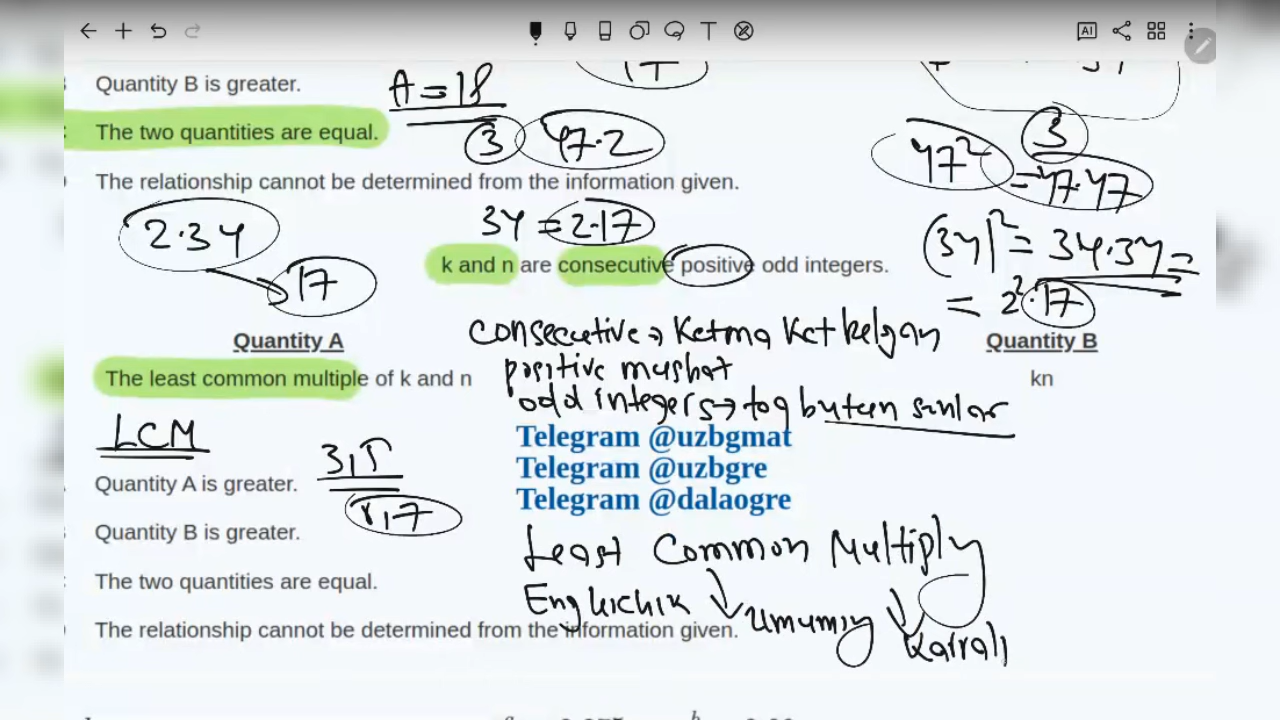 Quantity B is greater.
A = 18
The two quantities are equal.
3 47·2
3
47² = 47·47
The relationship cannot be determined from the information given.
2·34
17
34 = 2·17
(34)² = 34·34 =
= 2²·17
k and n are consecutive positive odd integers.
Quantity A
Quantity B
consecutive → Ketma Ket kelgan
The least common multiple of k and n
kn
positive musbat
odd integers → toq butun sonlar
LCM
Telegram @uzbgmat
Telegram @uzbgre
Telegram @dalaogre
3,5
Quantity A is greater.
Quantity B is greater.
The two quantities are equal.
The relationship cannot be determined from the information given.
Least Common Multiply
Eng kichik Umumiy